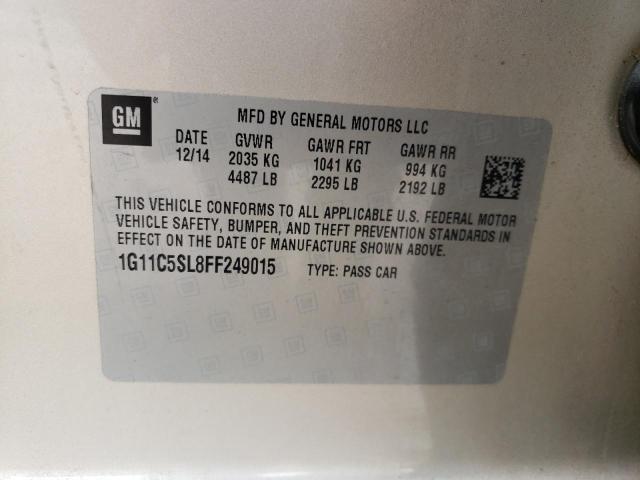 GM
MFD BY GENERAL MOTORS LLC
DATE GVWR GAWR FRT GAWR RR
12/14 2035 KG 1041 KG 994 KG
4487 LB 2295 LB 2192 LB
THIS VEHICLE CONFORMS TO ALL APPLICABLE U.S. FEDERAL MOTOR
VEHICLE SAFETY, BUMPER, AND THEFT PREVENTION STANDARDS IN
EFFECT ON THE DATE OF MANUFACTURE SHOWN ABOVE.
1G11C5SL8FF249015 TYPE: PASS CAR